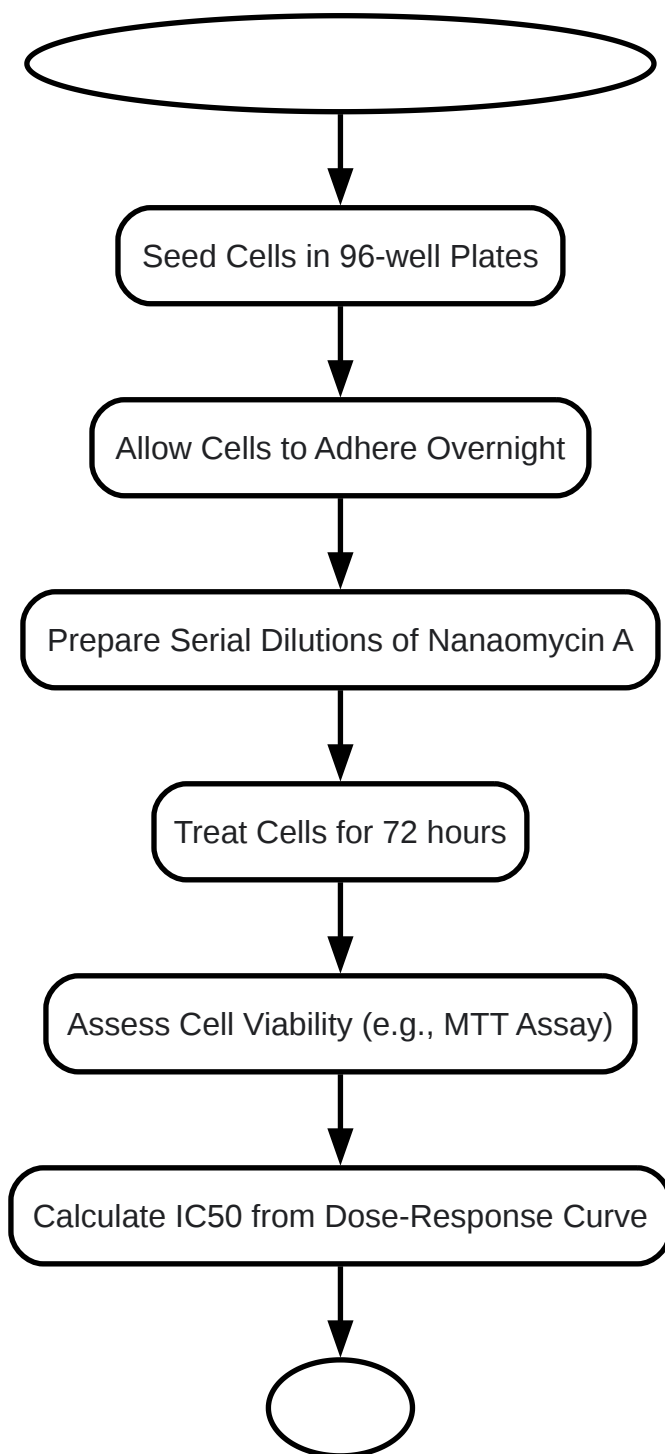 Seed Cells in 96-well Plates
Allow Cells to Adhere Overnight
Prepare Serial Dilutions of Nanaomycin A
Treat Cells for 72 hours
Assess Cell Viability (e.g., MTT Assay)
Calculate IC50 from Dose-Response Curve